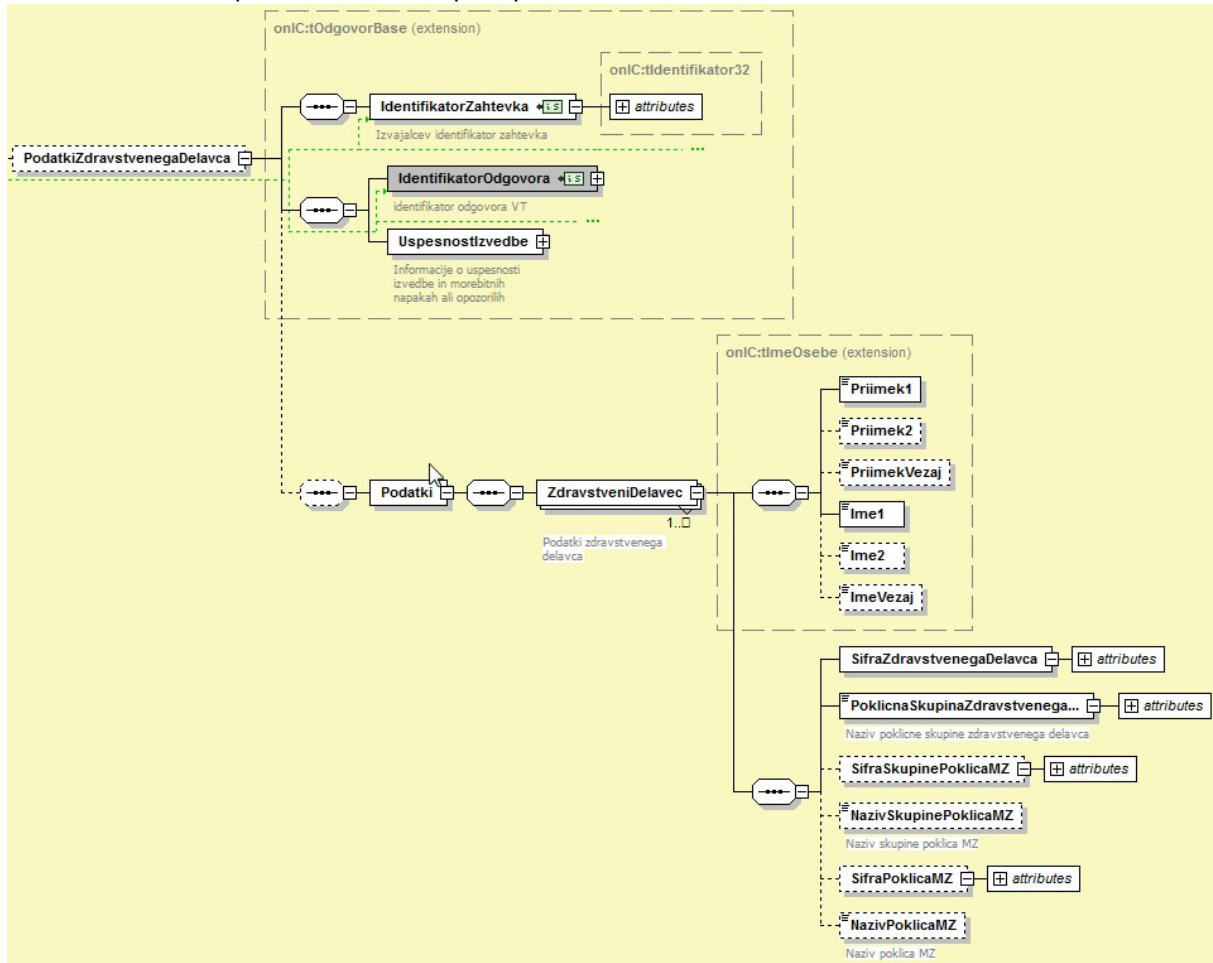 onIC:tOdgovorBase (extension)
onIC:tIdentifikator32
IdentifikatorZahtevka
attributes
Izvajalcev identifikator zahtevka
PodatkiZdravstvenegaDelavca
IdentifikatorOdgovora
identifikator odgovora VT
UspesnostIzvedbe
Informacije o uspesnosti
izvedbe in morebitnih
napakah ali opozorilih
onIC:tImeOsebe (extension)
Priimek1
Priimek2
PriimekVezaj
Podatki
ZdravstveniDelavec
1..
Podatki zdravstvenega
delavca
Ime1
Ime2
ImeVezaj
SifraZdravstvenegaDelavca
attributes
PoklicnaSkupinaZdravstvenega...
attributes
Naziv poklicne skupine zdravstvenega delavca
SifraSkupinePoklicaMZ
attributes
NazivSkupinePoklicaMZ
Naziv skupine poklica MZ
SifraPoklicaMZ
attributes
NazivPoklicaMZ
Naziv poklica MZ